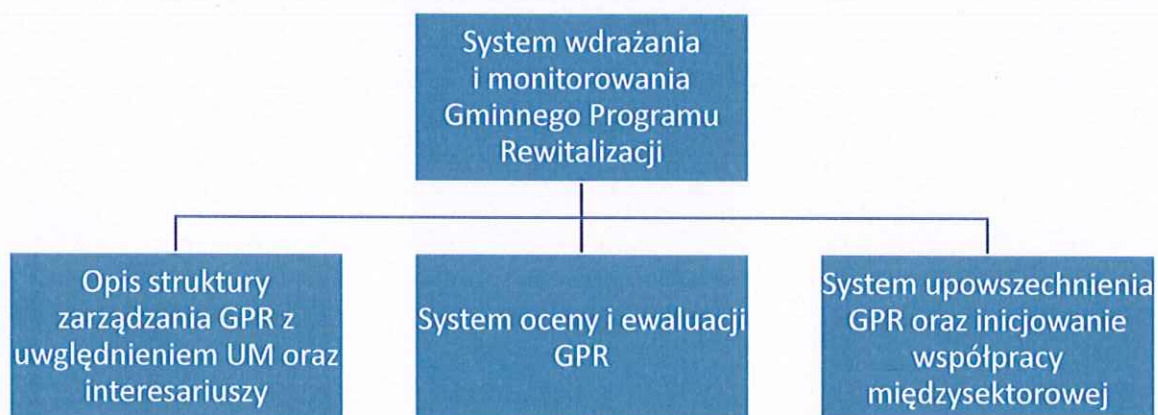 System wdrażania
i monitorowania
Gminnego Programu
Rewitalizacji
Opis struktury
zarządzania GPR z
uwględnieniem UM oraz
interesariuszy
System oceny i ewaluacji
GPR
System upowszechnienia
GPR oraz inicjowanie
współpracy
międzysektorowej